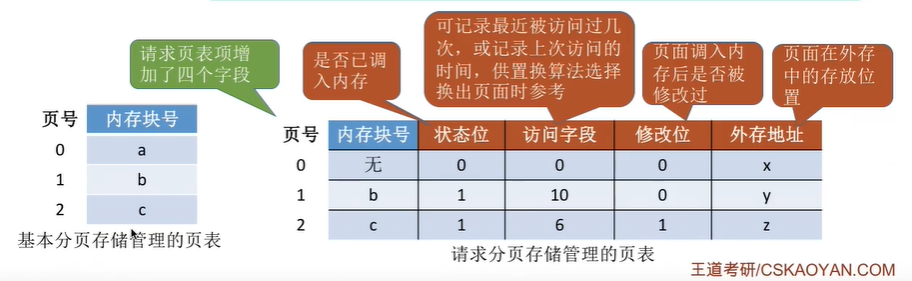 请求页表项增
加了四个字段
是否已调
入内存
可记录最近被访问过几
次，或记录上次访问的
时间，供置换算法选择
换出页面时参考
页面调入内
存后是否被
修改过
页面在外存
中的存放位
置
页号 内存块号
0 a
1 b
2 c
基本分页存储管理的页表
页号 内存块号 状态位 访问字段 修改位 外存地址
0 无 0 0 0 x
1 b 1 10 0 y
2 c 1 6 1 z
请求分页存储管理的页表
王道考研/CSKAOYAN.COM